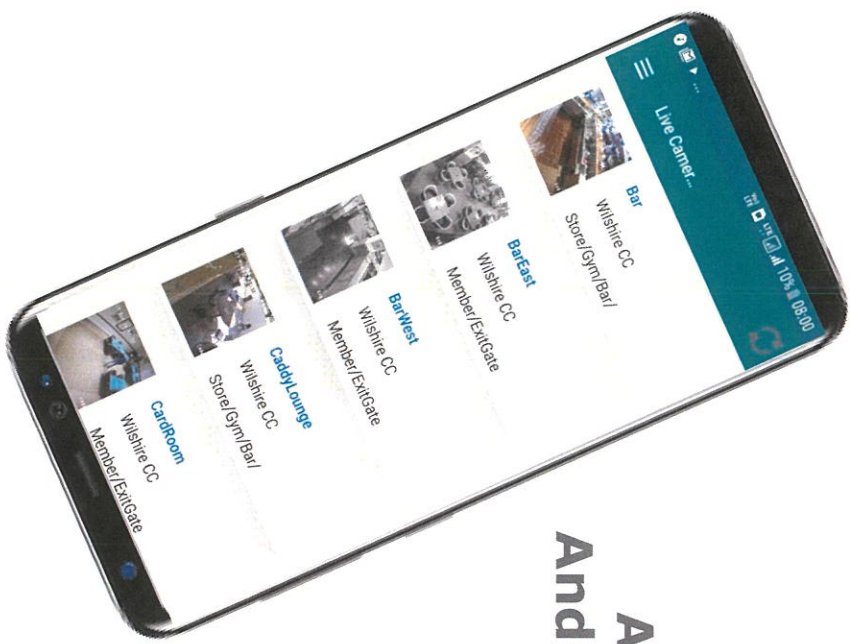 10% 08:00
Live Camer...
Bar
Wilshire CC
Store/Gym/Bar/
BarEast
Wilshire CC
Member/ExitGate
BarWest
Wilshire CC
Member/ExitGate
CaddyLounge
Wilshire CC
Store/Gym/Bar/
CardRoom
Wilshire CC
Member/ExitGate
A
And